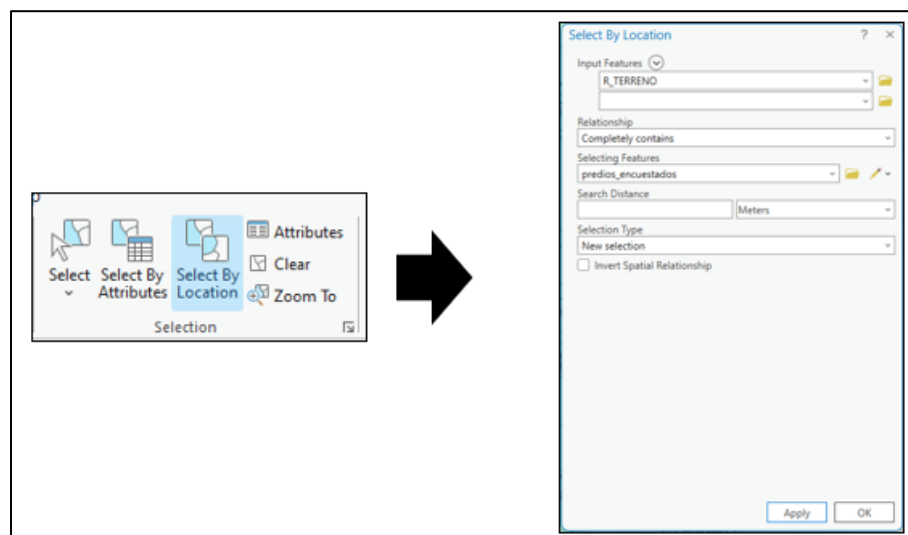 Select
Select By
Attributes
Select By
Location
Attributes
Clear
Zoom To
Selection
Select By Location
? ×
Input Features
R_TERRENO
Relationship
Completely contains
Selecting Features
predios_encuestados
Search Distance
Meters
Selection Type
New selection
Invert Spatial Relationship
Apply OK